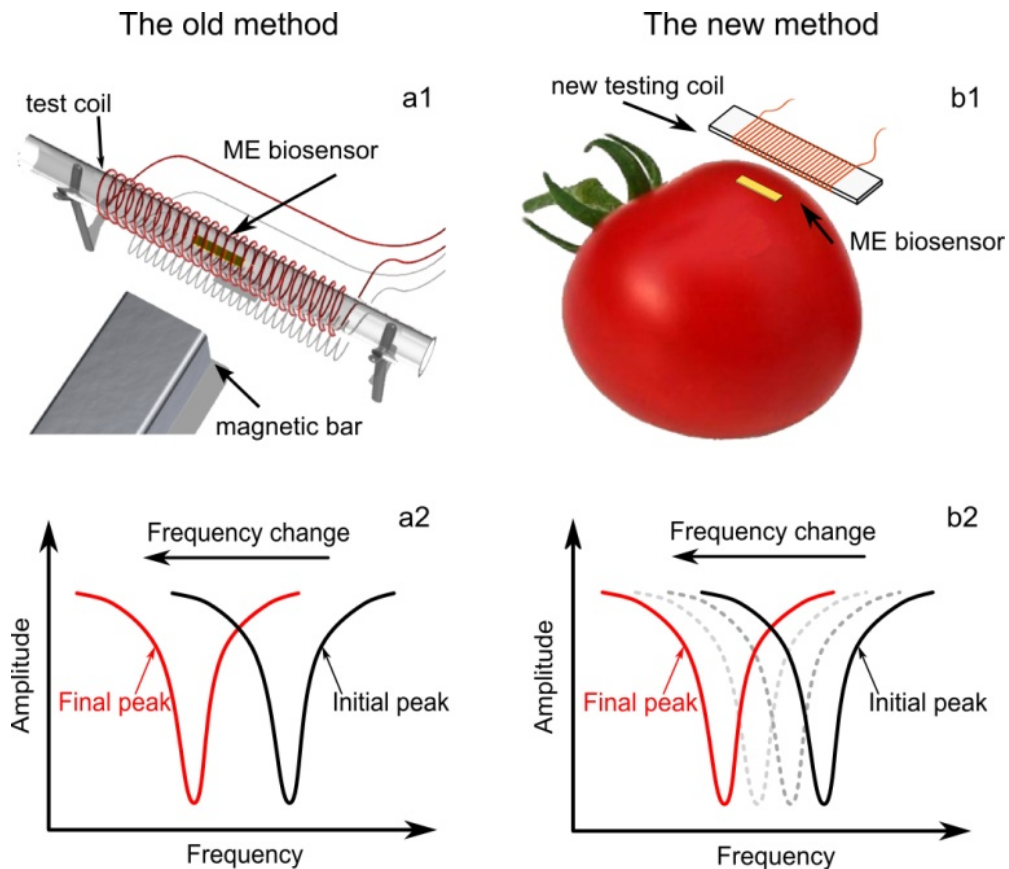 The old method
The new method
test coil
a1
ME biosensor
magnetic bar
new testing coil
b1
ME biosensor
a2
Frequency change
Amplitude
Final peak
Initial peak
Frequency
b2
Frequency change
Amplitude
Final peak
Initial peak
Frequency